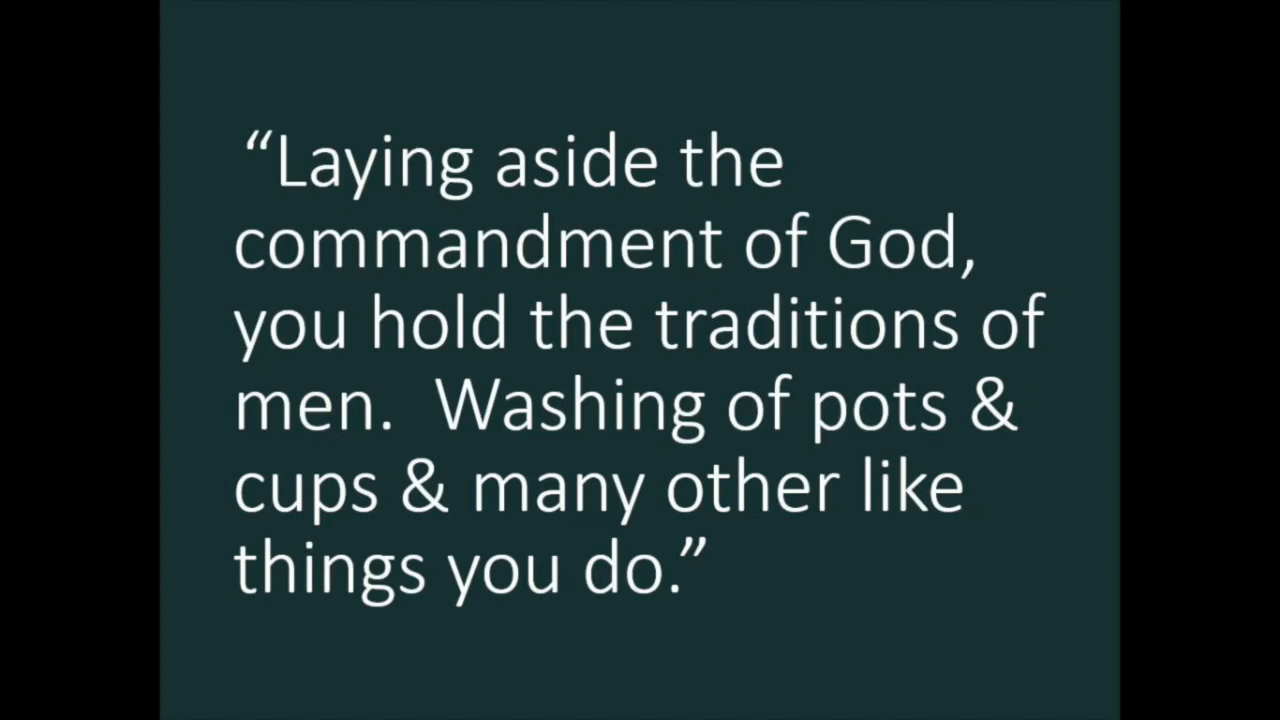 “Laying aside the
commandment of God,
you hold the traditions of
men.  Washing of pots &
cups & many other like
things you do.”